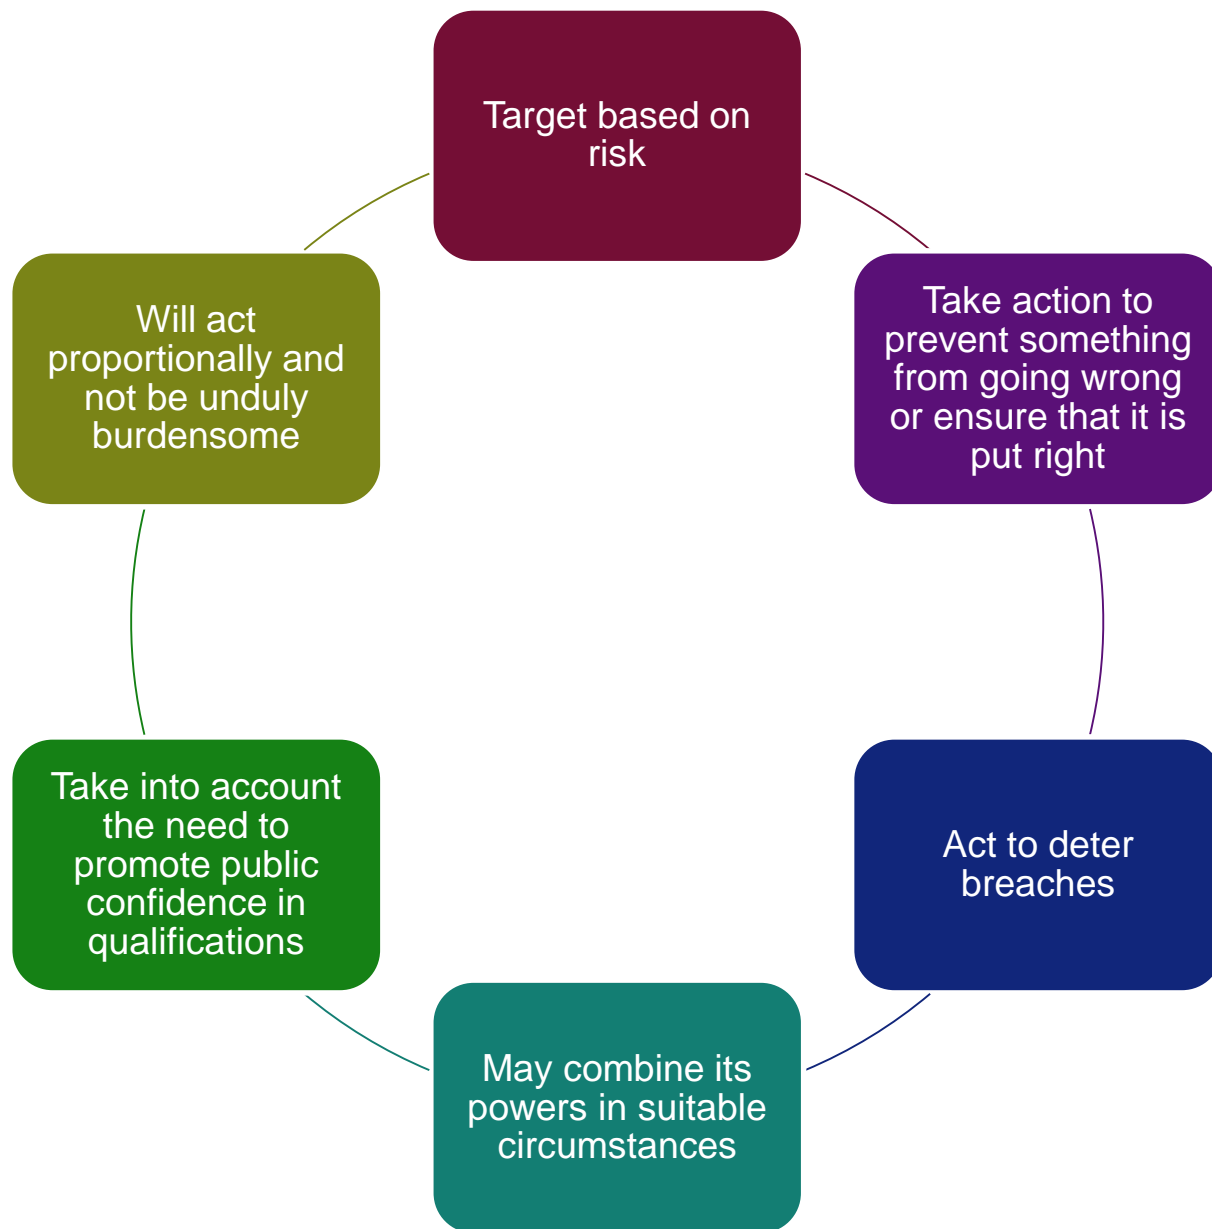 Target based on
risk
Take action to
prevent something
from going wrong
or ensure that it is
put right
Act to deter
breaches
May combine its
powers in suitable
circumstances
Take into account
the need to
promote public
confidence in
qualifications
Will act
proportionally and
not be unduly
burdensome